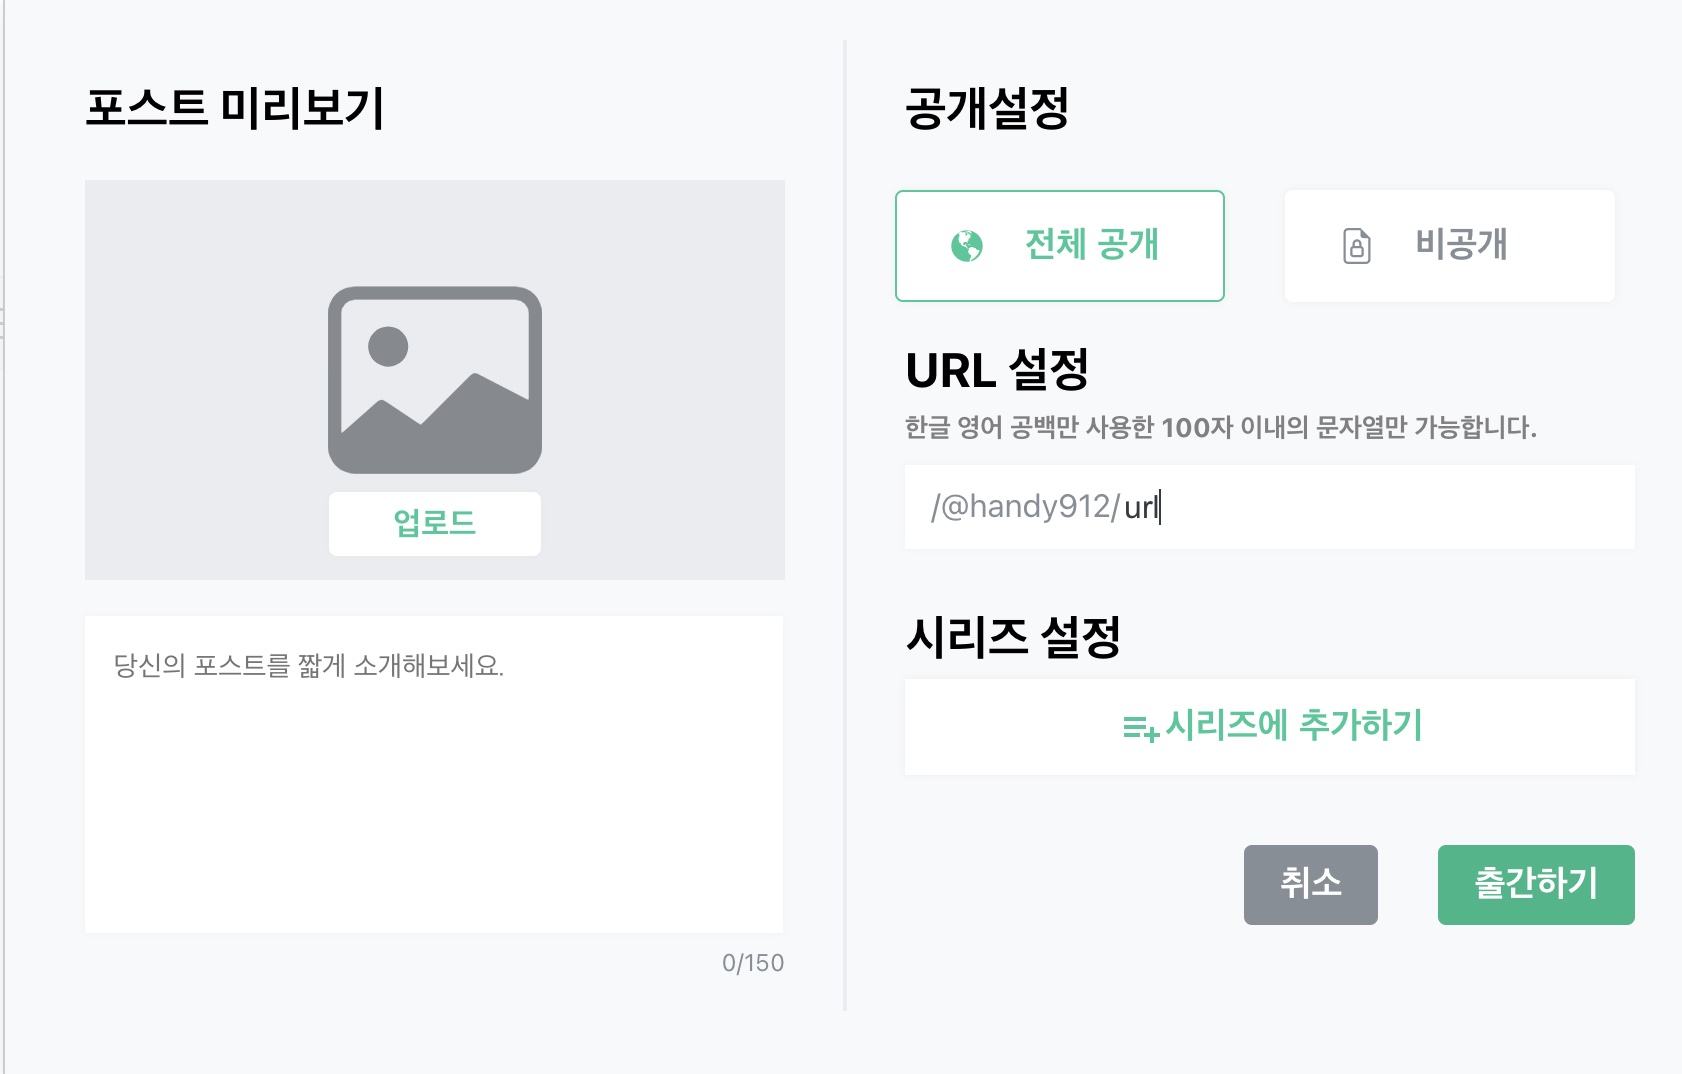 포스트 미리보기
업로드
당신의 포스트를 짧게 소개해보세요.
0/150
공개설정
전체 공개
비공개
URL 설정
한글 영어 공백만 사용한 100자 이내의 문자열만 가능합니다.
/@handy912/url
시리즈 설정
시리즈에 추가하기
취소
출간하기